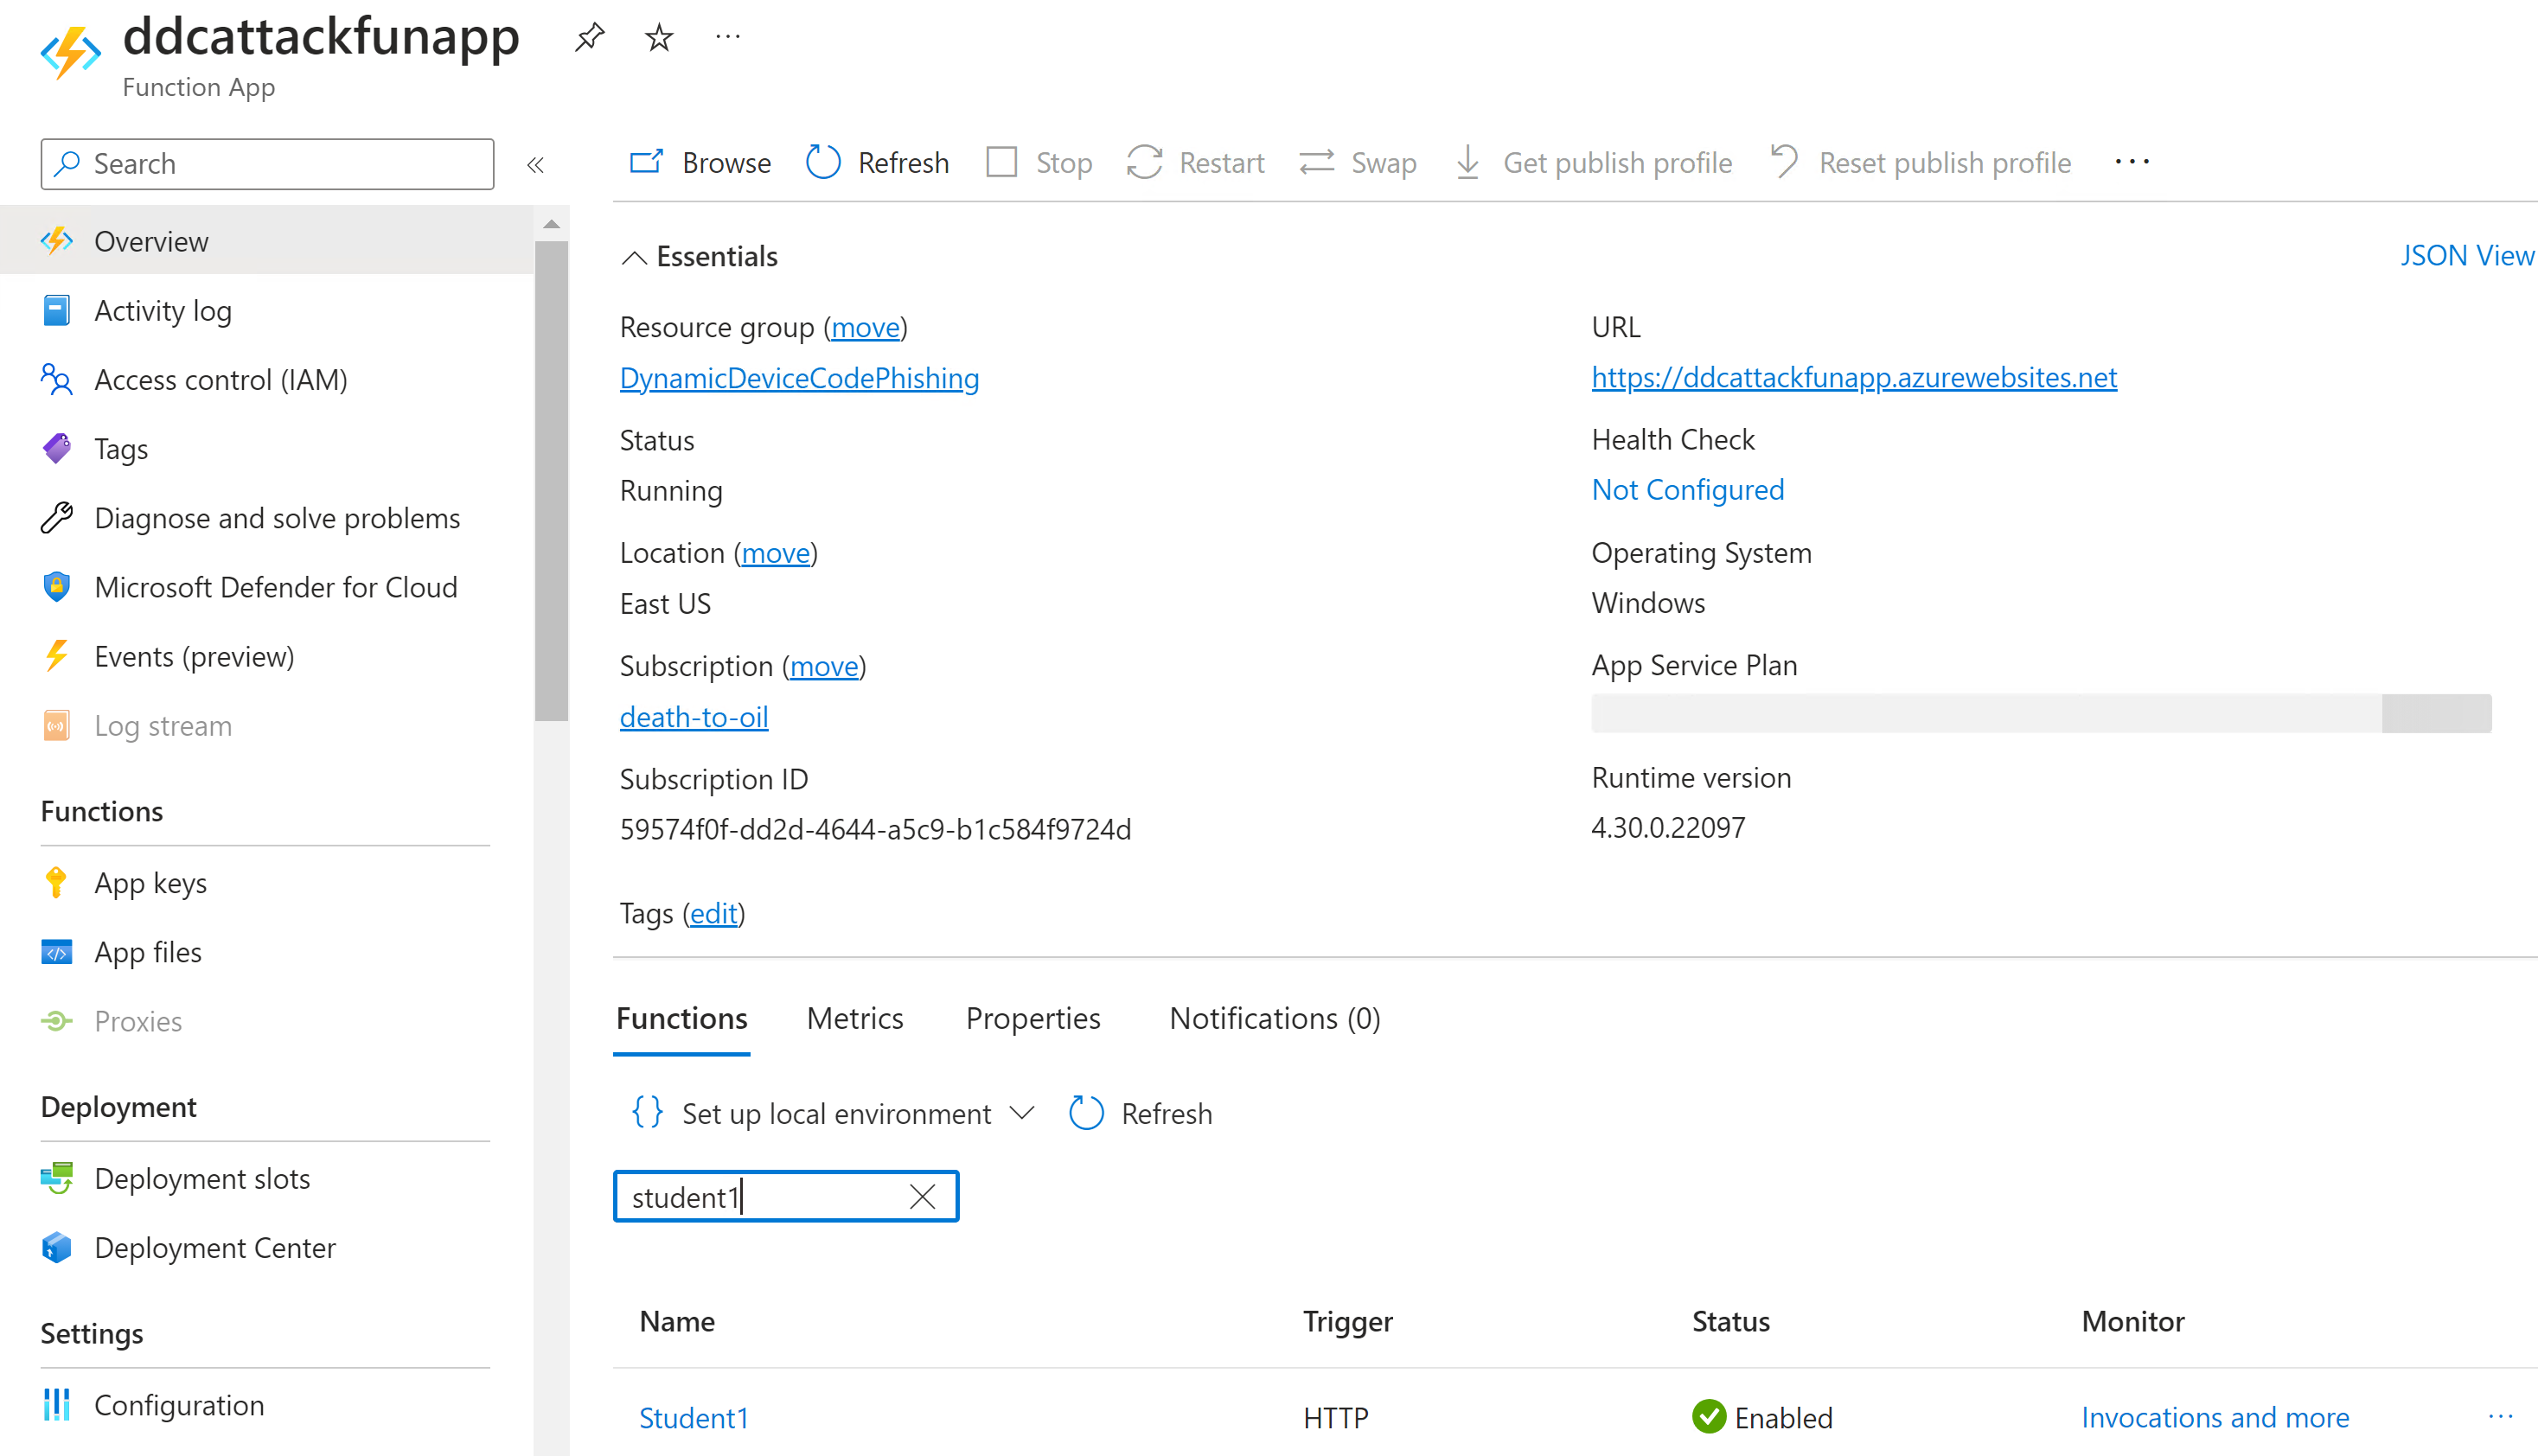 ddcattackfunapp
Function App
Search
«
Browse
Refresh
Stop
Restart
Swap
Get publish profile
Reset publish profile
Overview
Activity log
Access control (IAM)
Tags
Diagnose and solve problems
Microsoft Defender for Cloud
Events (preview)
Log stream
Functions
App keys
App files
Proxies
Deployment
Deployment slots
Deployment Center
Settings
Configuration
Essentials
JSON View
Resource group (move)
DynamicDeviceCodePhishing
Status
Running
Location (move)
East US
Subscription (move)
death-to-oil
Subscription ID
59574f0f-dd2d-4644-a5c9-b1c584f9724d
Tags (edit)
URL
https://ddcattackfunapp.azurewebsites.net
Health Check
Not Configured
Operating System
Windows
App Service Plan
Runtime version
4.30.0.22097
Functions Metrics Properties Notifications (0)
Set up local environment
Refresh
student1
Name Trigger Status Monitor
Student1 HTTP Enabled Invocations and more